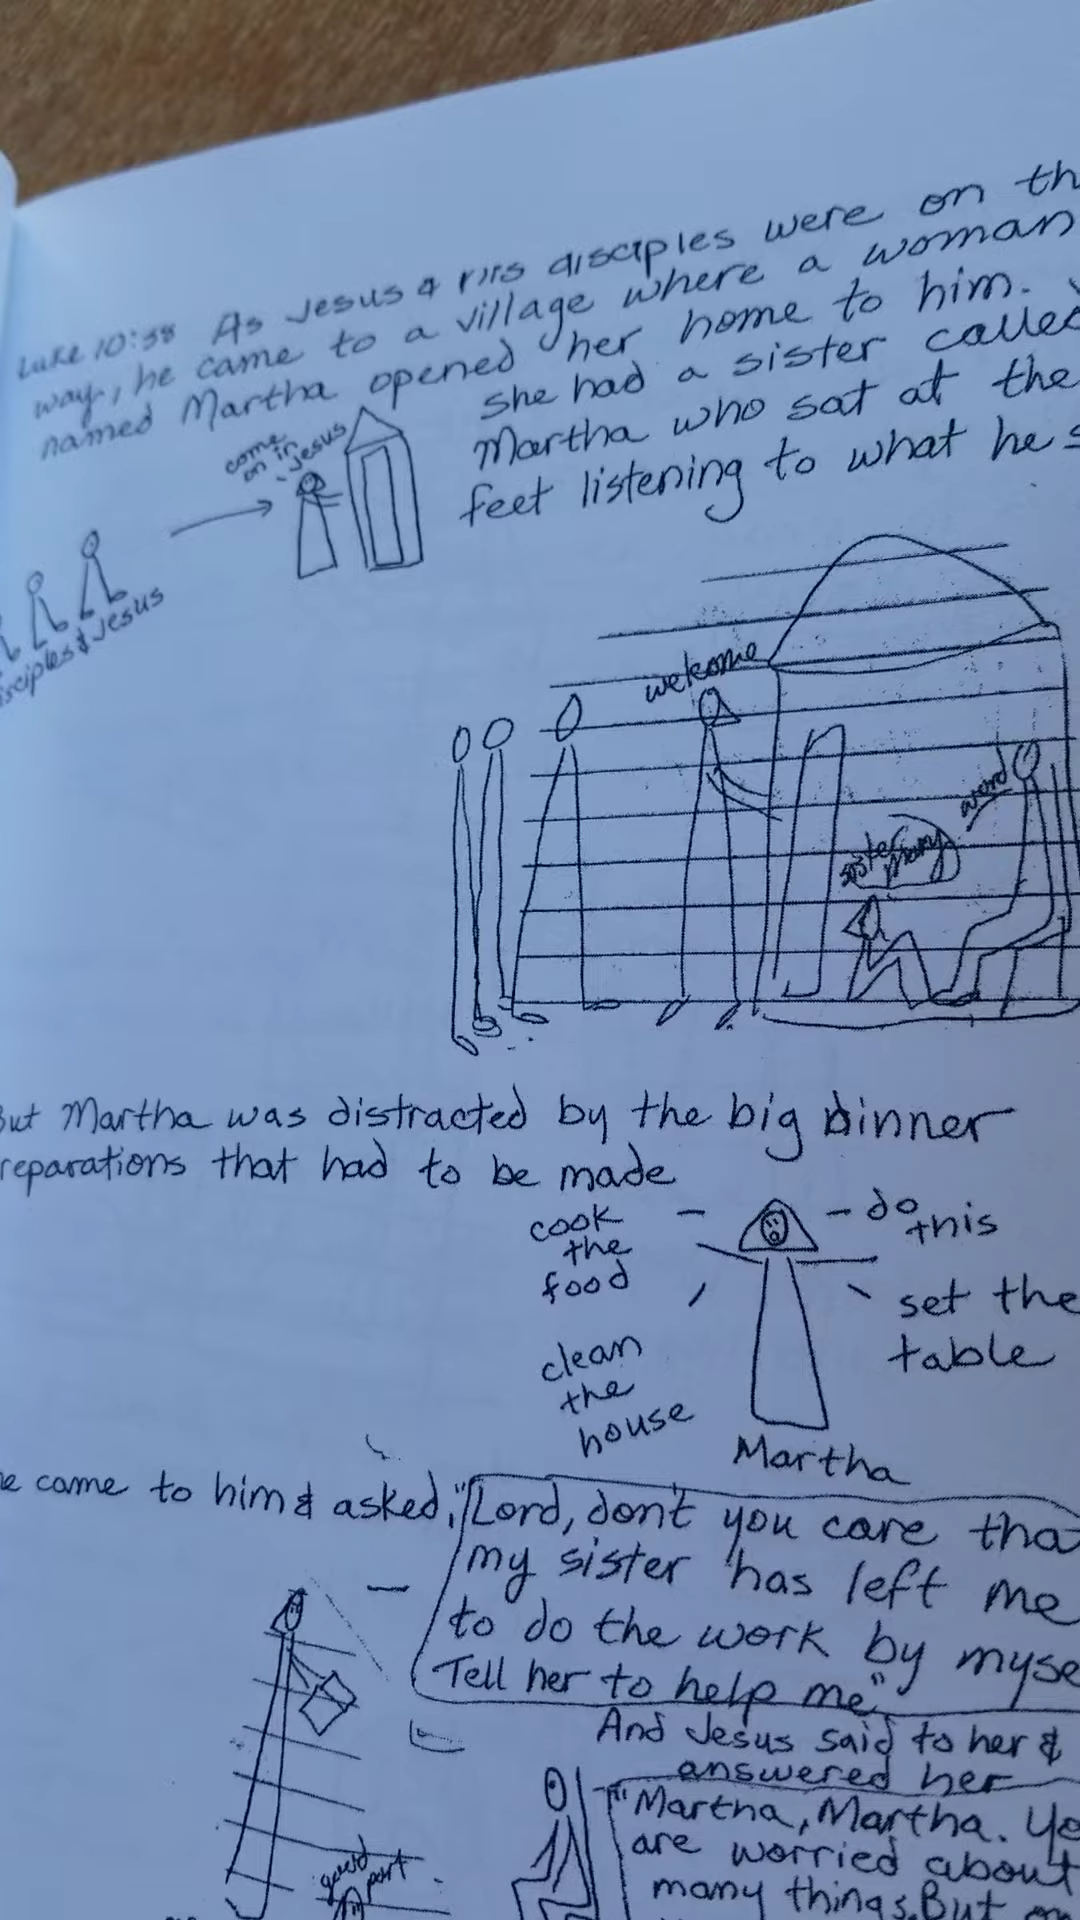 Luke 10:38 As Jesus & His disciples were on th
way, he came to a village where a woman
named Martha opened her home to him.
she had a sister called
Martha who sat at the
feet listening to what he s
come
on in
Jesus
isciples & Jesus
welcome
word
sister
mary
But Martha was distracted by the big dinner
reparations that had to be made
cook
the
food
- do
this
set the
table
clean
the
house
Martha
e came to him & asked, "Lord, don't you care tha
my sister has left me
to do the work by myse
Tell her to help me"
And Jesus said to her &
answered her
"Martha, Martha. Yo
are worried about
many things. But
good
part